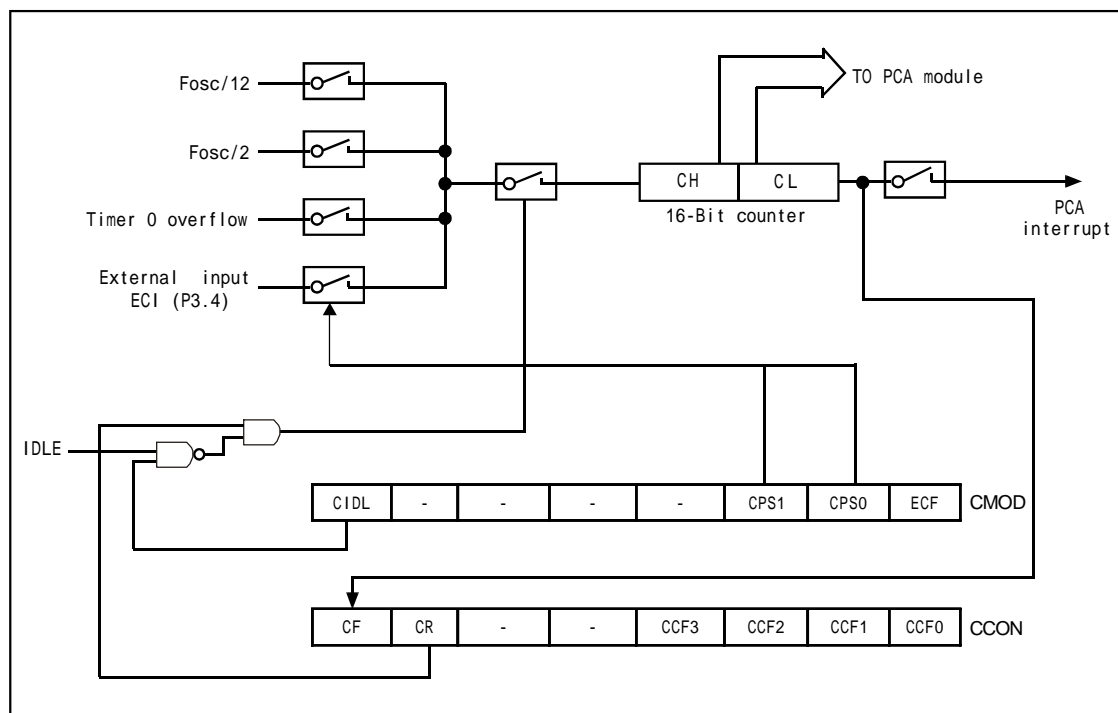 Fosc/12
TO PCA module
Fosc/2
CH CL
16-Bit counter
PCA
interrupt
Timer 0 overflow
External input
ECI (P3.4)
IDLE
CIDL - - - - CPS1 CPS0 ECF CMOD
CF CR - - CCF3 CCF2 CCF1 CCF0 CCON